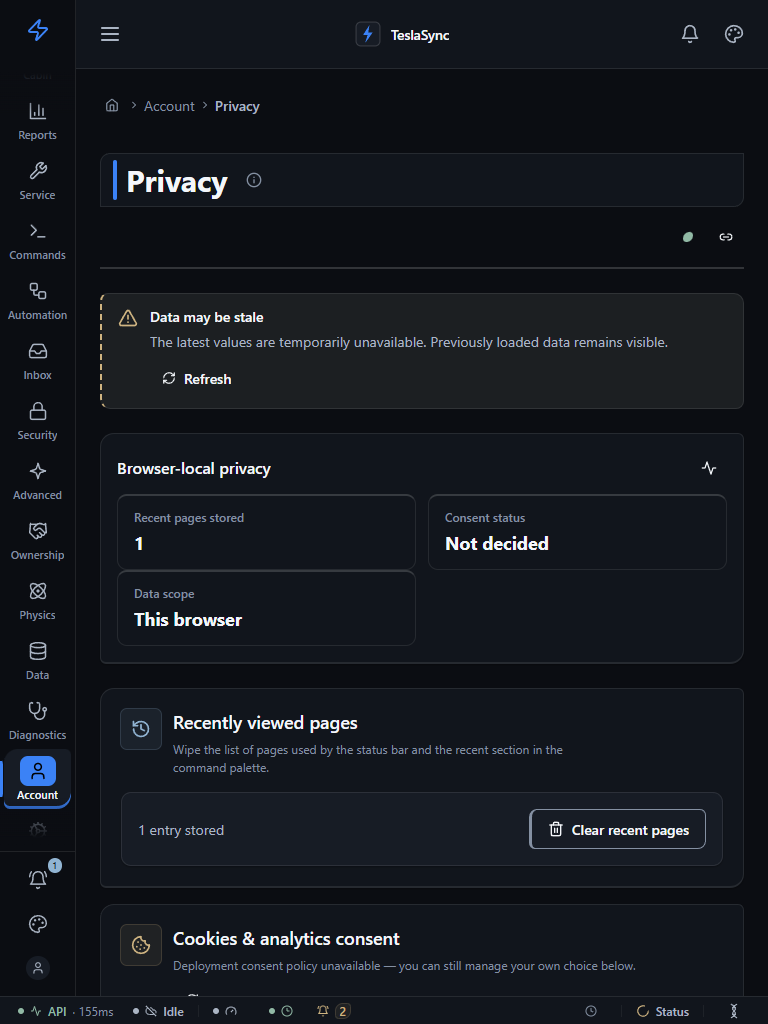 TeslaSync
Reports
Service
Commands
Automation
Inbox
Security
Advanced
Ownership
Physics
Data
Diagnostics
Account
1
Account
Privacy
Privacy
Data may be stale
The latest values are temporarily unavailable. Previously loaded data remains visible.
Refresh
Browser-local privacy
Recent pages stored
1
Consent status
Not decided
Data scope
This browser
Recently viewed pages
Wipe the list of pages used by the status bar and the recent section in the
command palette.
1 entry stored
Clear recent pages
Cookies & analytics consent
Deployment consent policy unavailable — you can still manage your own choice below.
API · 155ms
Idle
2
Status